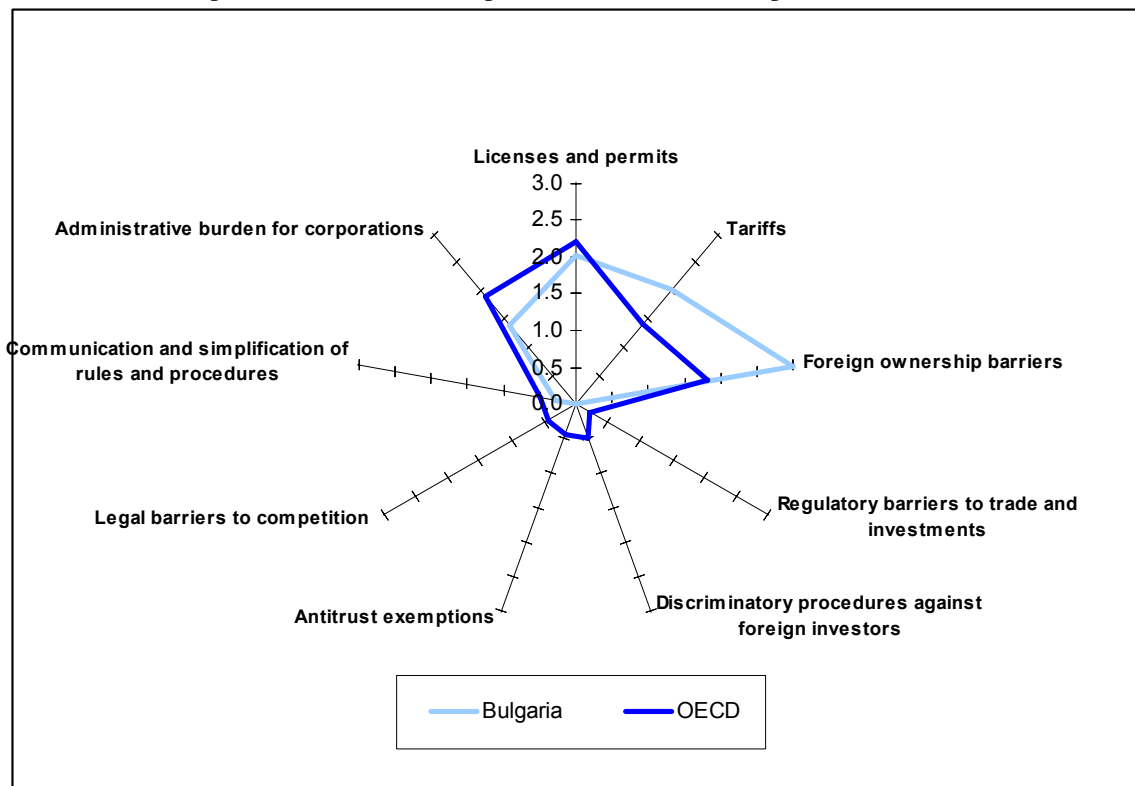 Licenses and permits
3.0
2.5
2.0
1.5
1.0
0.5
0.0
Administrative burden for corporations
Tariffs
Communication and simplification of
rules and procedures
Foreign ownership barriers
Legal barriers to competition
Regulatory barriers to trade and
investments
Antitrust exemptions
Discriminatory procedures against
foreign investors
Bulgaria
OECD